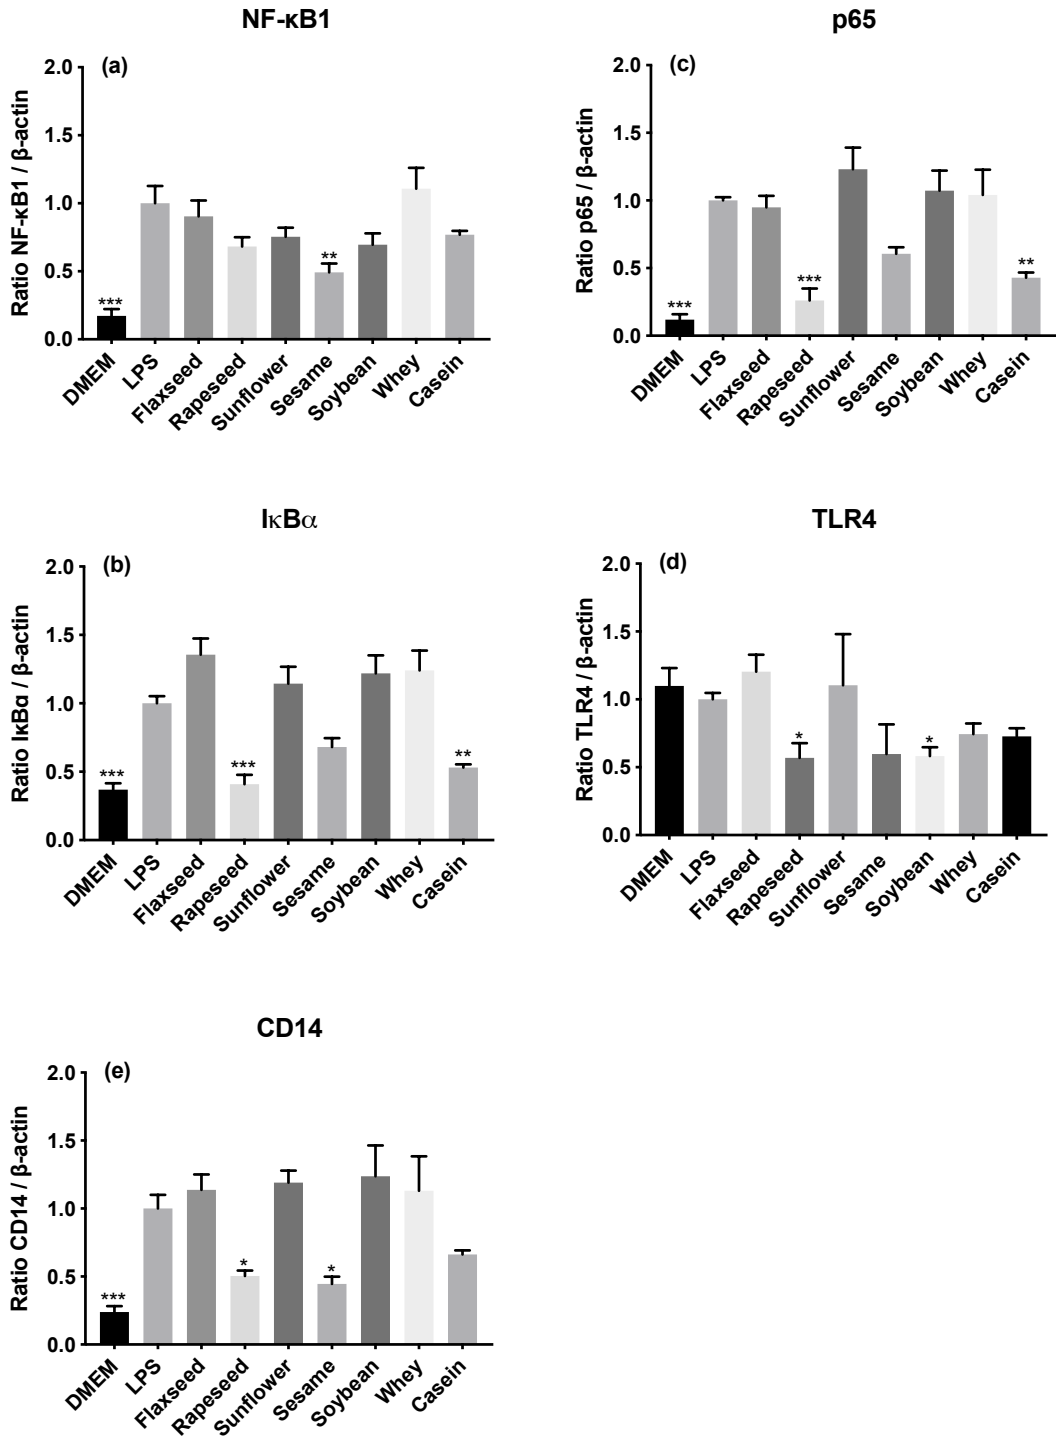 NF-κB1
(a)
Ratio NF-κB1 / β-actin
2.0
1.5
1.0
0.5
0.0
***
**
DMEM
LPS
Flaxseed
Rapeseed
Sunflower
Sesame
Soybean
Whey
Casein
p65
(c)
Ratio p65 / β-actin
2.0
1.5
1.0
0.5
0.0
***
***
**
DMEM
LPS
Flaxseed
Rapeseed
Sunflower
Sesame
Soybean
Whey
Casein
IκBα
(b)
Ratio IκBα / β-actin
2.0
1.5
1.0
0.5
0.0
***
***
**
DMEM
LPS
Flaxseed
Rapeseed
Sunflower
Sesame
Soybean
Whey
Casein
TLR4
(d)
Ratio TLR4 / β-actin
2.0
1.5
1.0
0.5
0.0
*
*
DMEM
LPS
Flaxseed
Rapeseed
Sunflower
Sesame
Soybean
Whey
Casein
CD14
(e)
Ratio CD14 / β-actin
2.0
1.5
1.0
0.5
0.0
***
*
*
DMEM
LPS
Flaxseed
Rapeseed
Sunflower
Sesame
Soybean
Whey
Casein